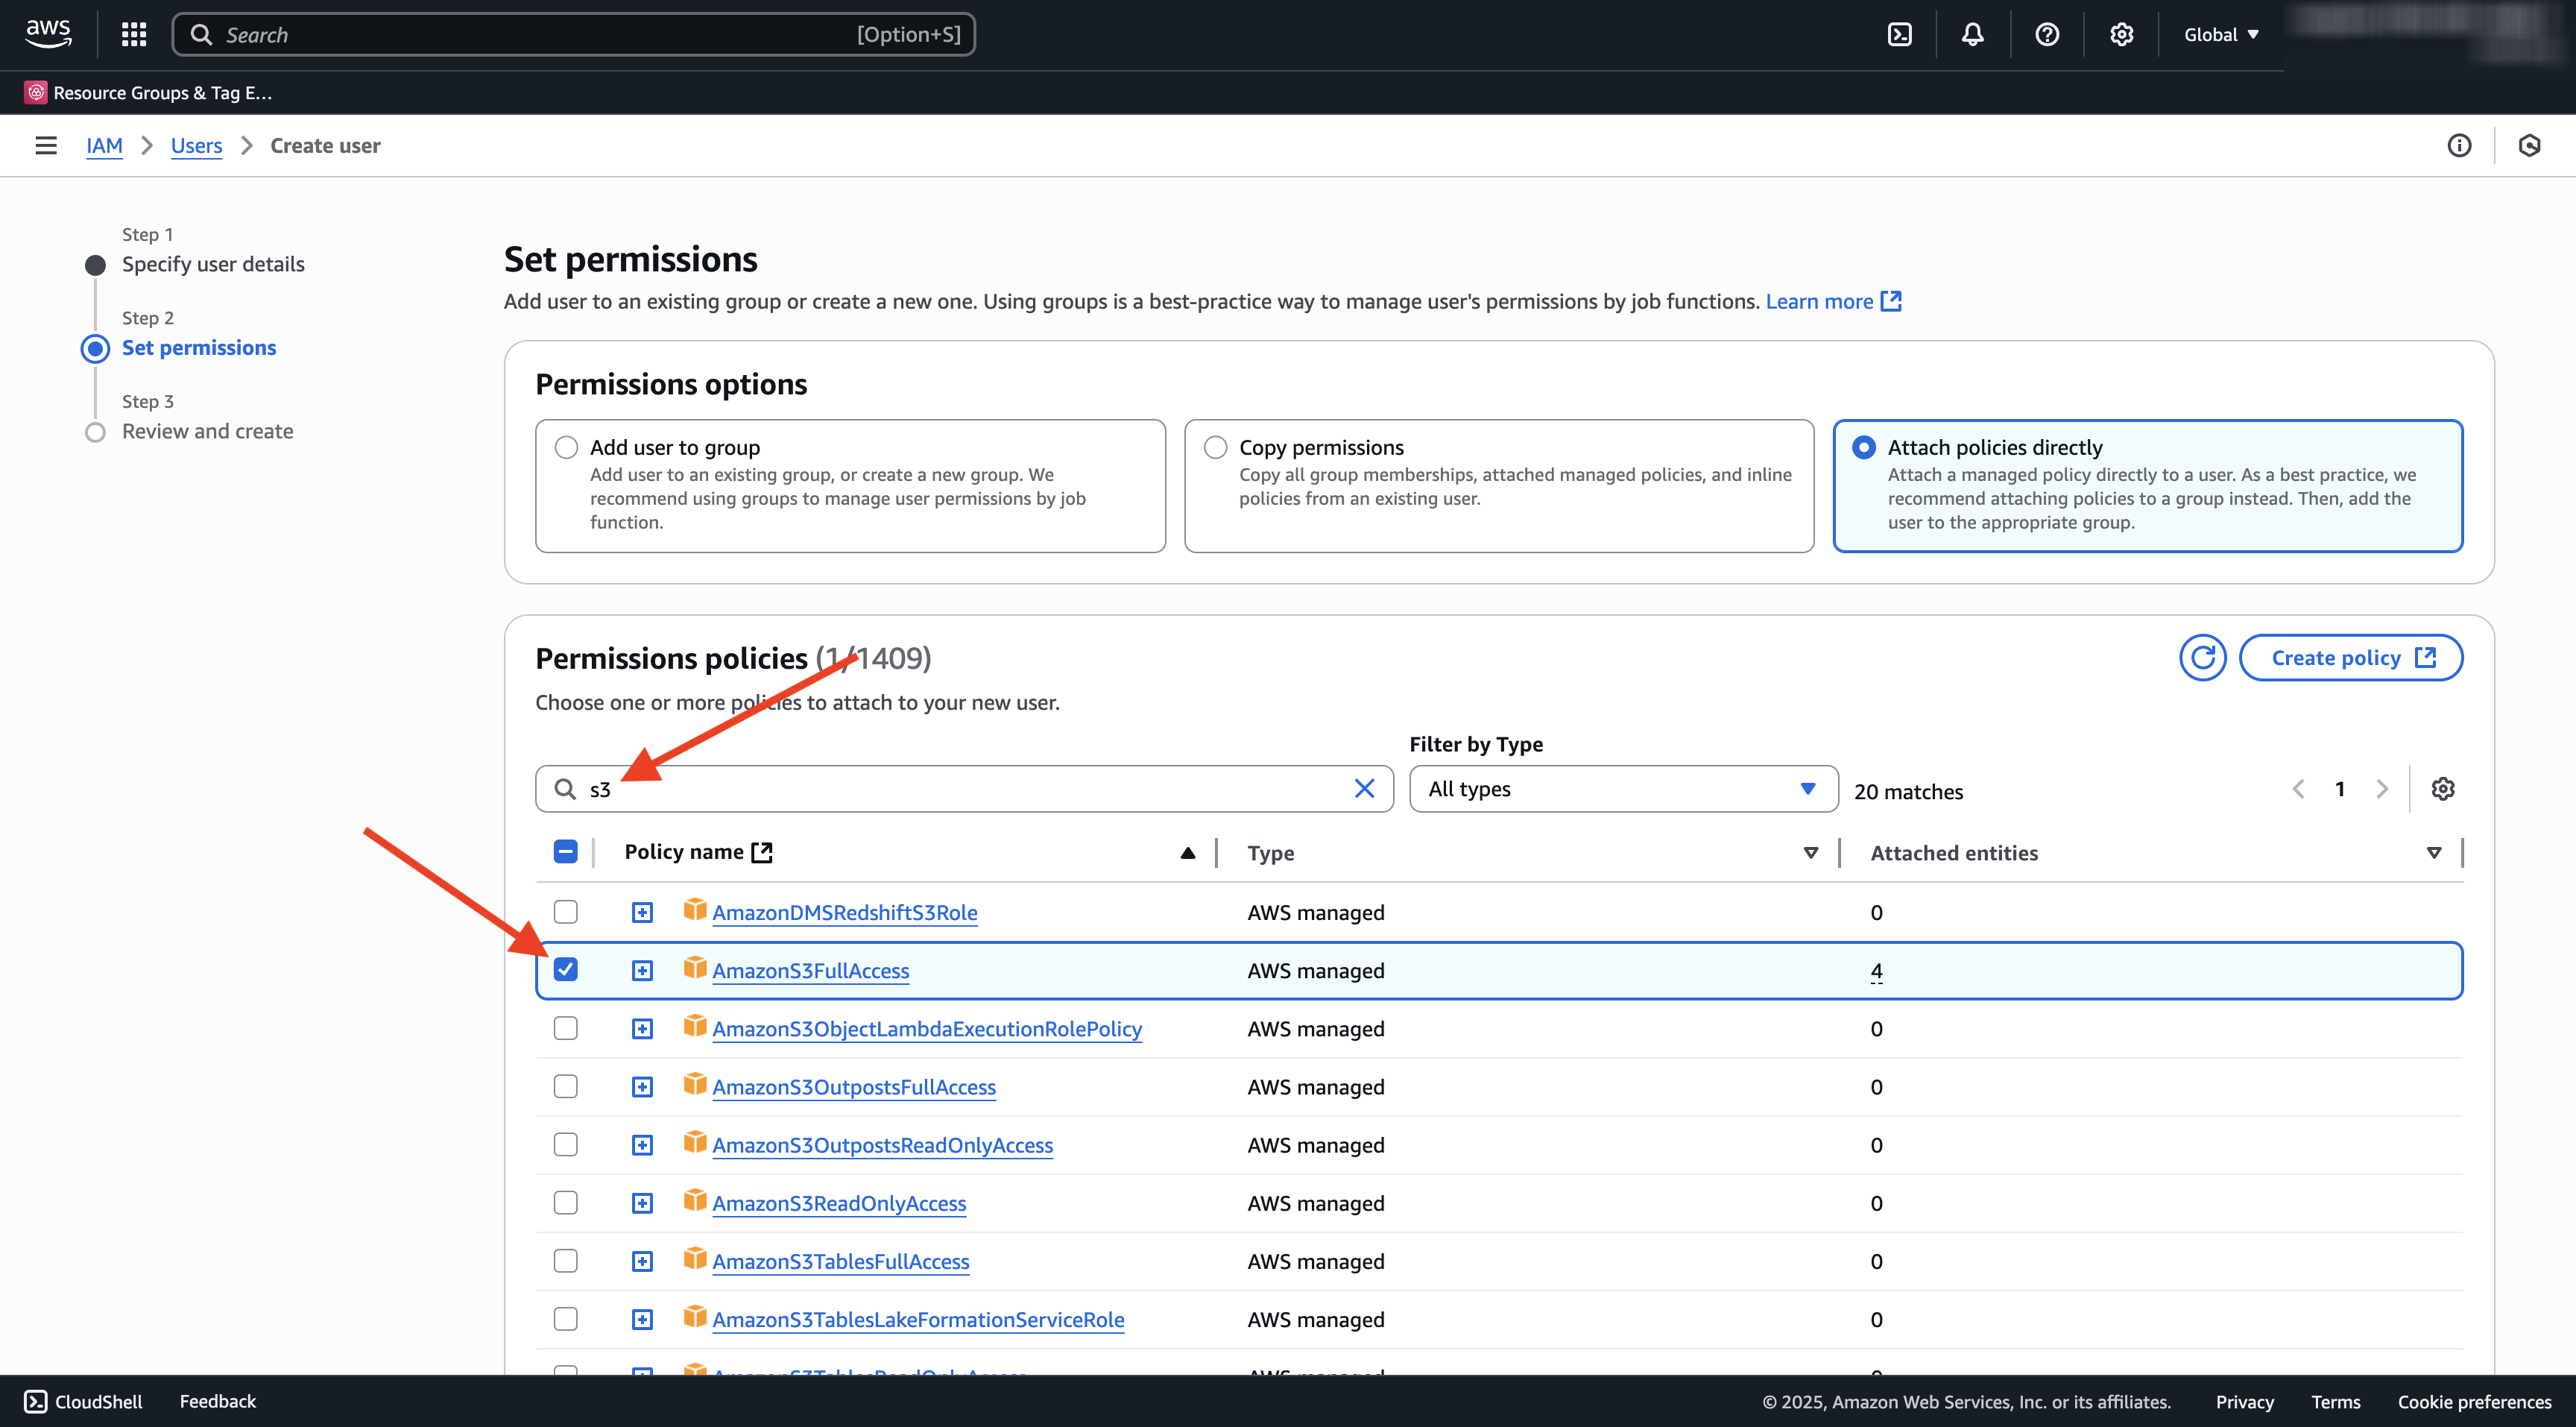 aws
Search
[Option+S]
Global
Resource Groups & Tag E...
IAM
Users
Create user
Step 1
Specify user details
Step 2
Set permissions
Step 3
Review and create
Set permissions
Add user to an existing group or create a new one. Using groups is a best-practice way to manage user's permissions by job functions. Learn more
Permissions options
Add user to group
Add user to an existing group, or create a new group. We
recommend using groups to manage user permissions by job
function.
Copy permissions
Copy all group memberships, attached managed policies, and inline
policies from an existing user.
Attach policies directly
Attach a managed policy directly to a user. As a best practice, we
recommend attaching policies to a group instead. Then, add the
user to the appropriate group.
Permissions policies (1/1409)
Create policy
Choose one or more policies to attach to your new user.
Filter by Type
s3
All types
20 matches
1
Policy name
Type
Attached entities
AmazonDMSRedshiftS3Role AWS managed 0
AmazonS3FullAccess AWS managed 4
AmazonS3ObjectLambdaExecutionRolePolicy AWS managed 0
AmazonS3OutpostsFullAccess AWS managed 0
AmazonS3OutpostsReadOnlyAccess AWS managed 0
AmazonS3ReadOnlyAccess AWS managed 0
AmazonS3TablesFullAccess AWS managed 0
AmazonS3TablesLakeFormationServiceRole AWS managed 0
CloudShell
Feedback
© 2025, Amazon Web Services, Inc. or its affiliates.
Privacy
Terms
Cookie preferences